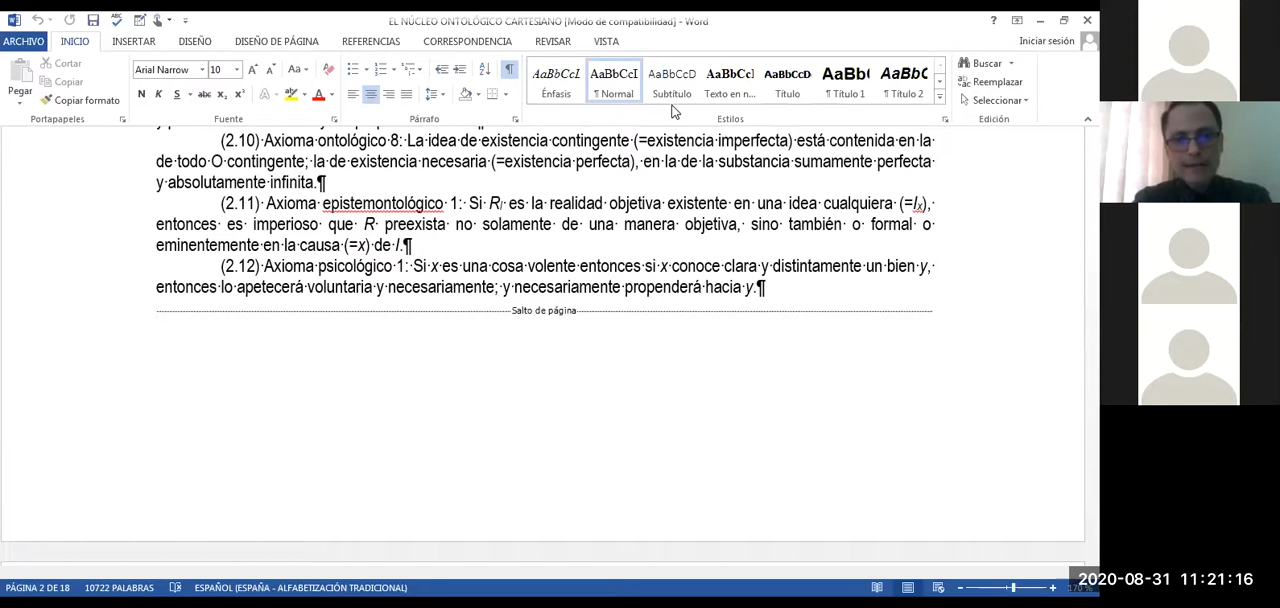 EL NÚCLEO ONTOLÓGICO CARTESIANO [Modo de compatibilidad] - Word
ARCHIVO INICIO INSERTAR DISEÑO DISEÑO DE PÁGINA REFERENCIAS CORRESPONDENCIA REVISAR VISTA Iniciar sesión
Cortar
Copiar
Copiar formato
Pegar
Arial Narrow 10
Portapapeles Fuente Párrafo Estilos Edición
AaBbCcI AaBbCcI AaBbCcD AaBbCcI AaBbCcD AaBb( AaBbC
Énfasis ¶ Normal Subtítulo Texto en n... Título ¶ Título 1 ¶ Título 2
Buscar
Reemplazar
Seleccionar
(2.10) Axioma ontológico 8: La idea de existencia contingente (=existencia imperfecta) está contenida en la
de todo O contingente; la de existencia necesaria (=existencia perfecta), en la de la substancia sumamente perfecta
y absolutamente infinita.¶
(2.11) Axioma epistemontológico 1: Si Rᵢ es la realidad objetiva existente en una idea cualquiera (=Iₓ),
entonces es imperioso que R preexista no solamente de una manera objetiva, sino también o formal o
eminentemente en la causa (=x) de I.¶
(2.12) Axioma psicológico 1: Si x es una cosa volente entonces si x conoce clara y distintamente un bien y,
entonces lo apetecerá voluntaria y necesariamente; y necesariamente propenderá hacia y.¶
Salto de página
PÁGINA 2 DE 18 10722 PALABRAS ESPAÑOL (ESPAÑA - ALFABETIZACIÓN TRADICIONAL) 170 %
2020-08-31 11:21:16